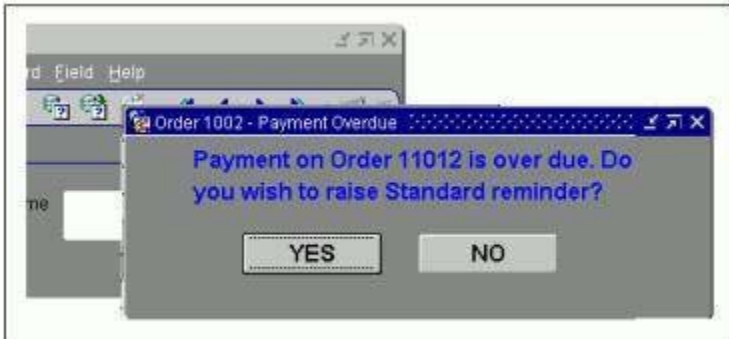 rd Field Help
Order 1002 - Payment Overdue
Payment on Order 11012 is over due. Do
you wish to raise Standard reminder?
me
YES NO